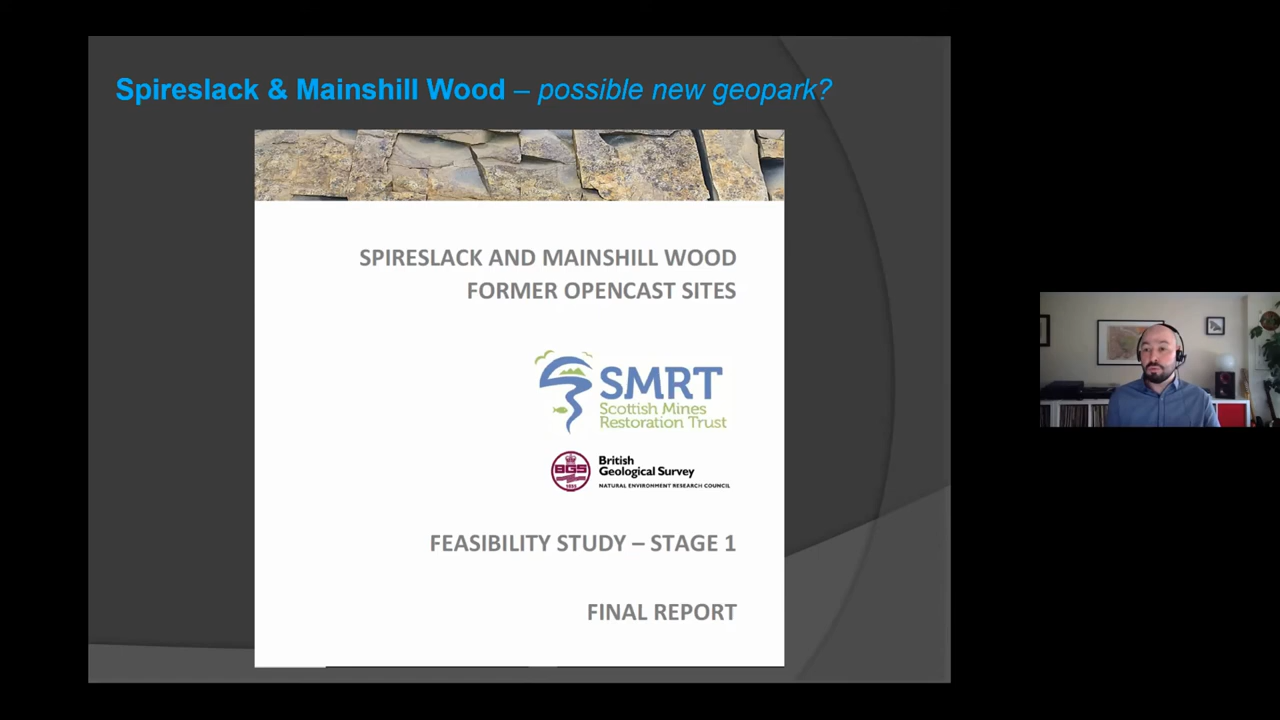 Spireslack & Mainshill Wood – possible new geopark?
SPIRESLACK AND MAINSHILL WOOD
FORMER OPENCAST SITES
SMRT
Scottish Mines
Restoration Trust
BGS
1835
British
Geological Survey
NATURAL ENVIRONMENT RESEARCH COUNCIL
FEASIBILITY STUDY – STAGE 1
FINAL REPORT